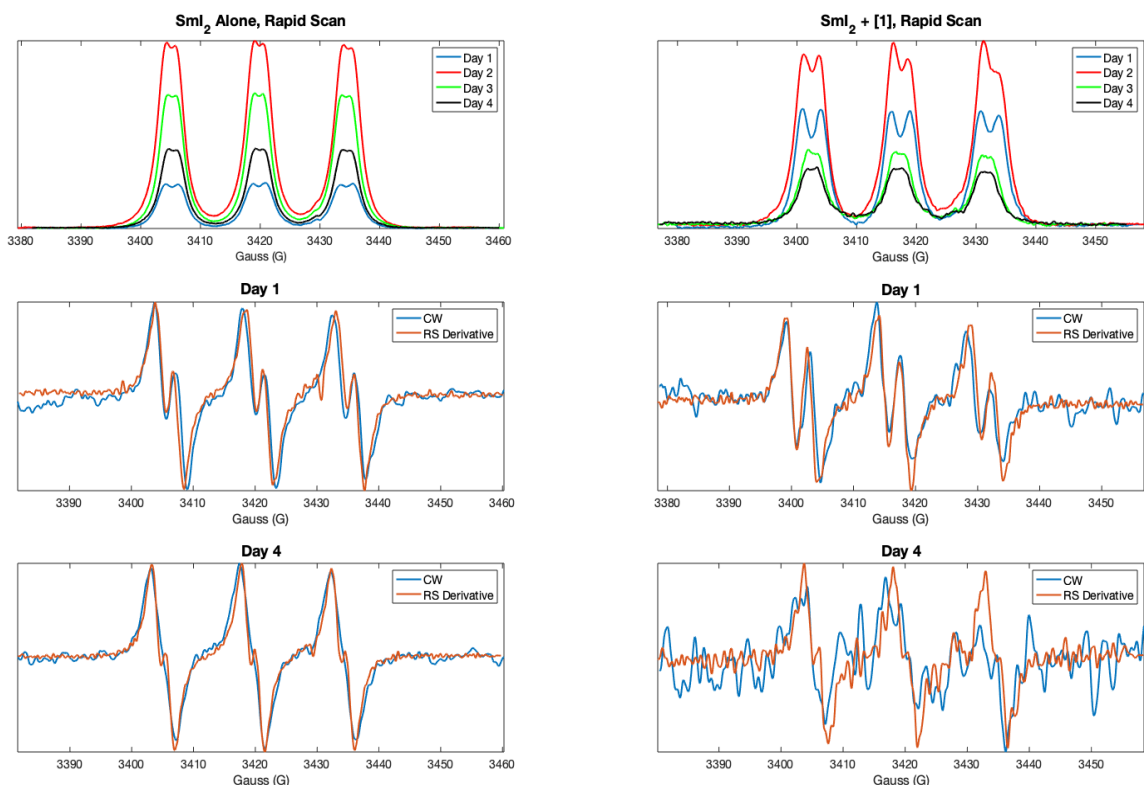 SmI2 Alone, Rapid Scan
Day 1
Day 2
Day 3
Day 4
3380 3390 3400 3410 3420 3430 3440 3450 3460
Gauss (G)
SmI2 + [1], Rapid Scan
Day 1
Day 2
Day 3
Day 4
3380 3390 3400 3410 3420 3430 3440 3450
Gauss (G)
Day 1
CW
RS Derivative
3390 3400 3410 3420 3430 3440 3450 3460
Gauss (G)
Day 1
CW
RS Derivative
3380 3390 3400 3410 3420 3430 3440 3450
Gauss (G)
Day 4
CW
RS Derivative
3390 3400 3410 3420 3430 3440 3450 3460
Gauss (G)
Day 4
CW
RS Derivative
3390 3400 3410 3420 3430 3440 3450
Gauss (G)